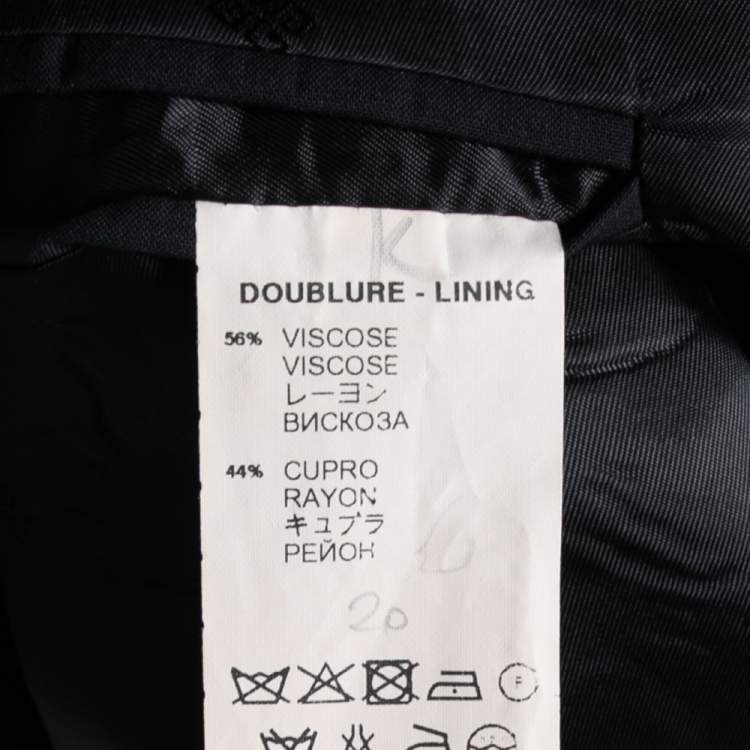 K
DOUBLURE - LINING
56% VISCOSE
VISCOSE
レーヨン
ВИСКОЗА
44% CUPRO
RAYON
キュプラ
РЕЙОН
20
P